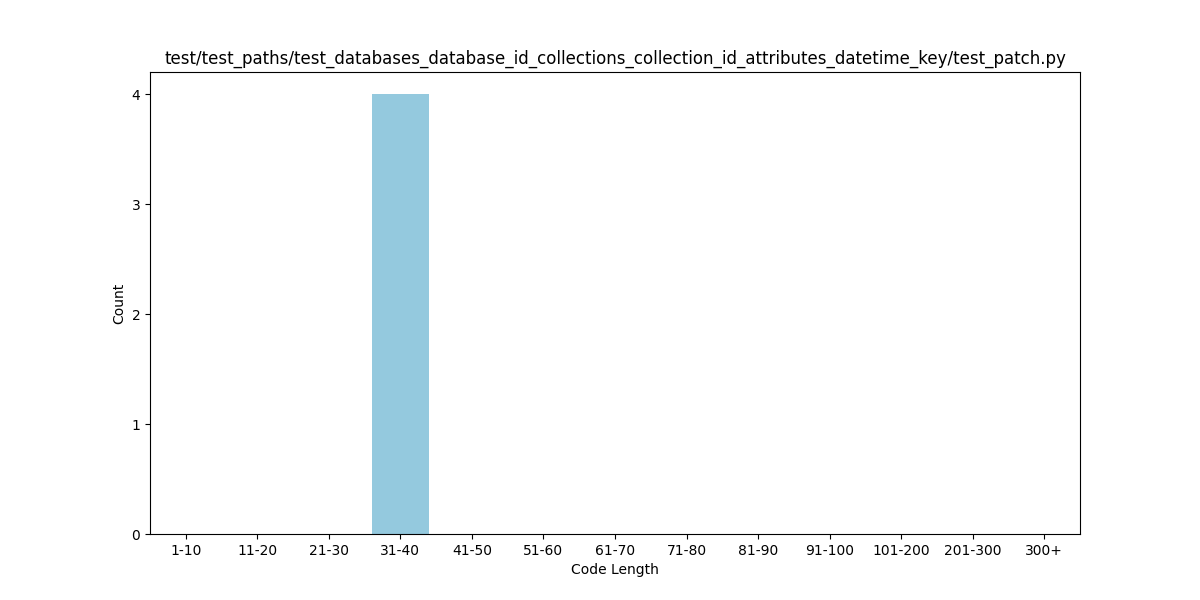 test/test_paths/test_databases_database_id_collections_collection_id_attributes_datetime_key/test_patch.py
4
3
2
1
0
Count
1-10 11-20 21-30 31-40 41-50 51-60 61-70 71-80 81-90 91-100 101-200 201-300 300+
Code Length